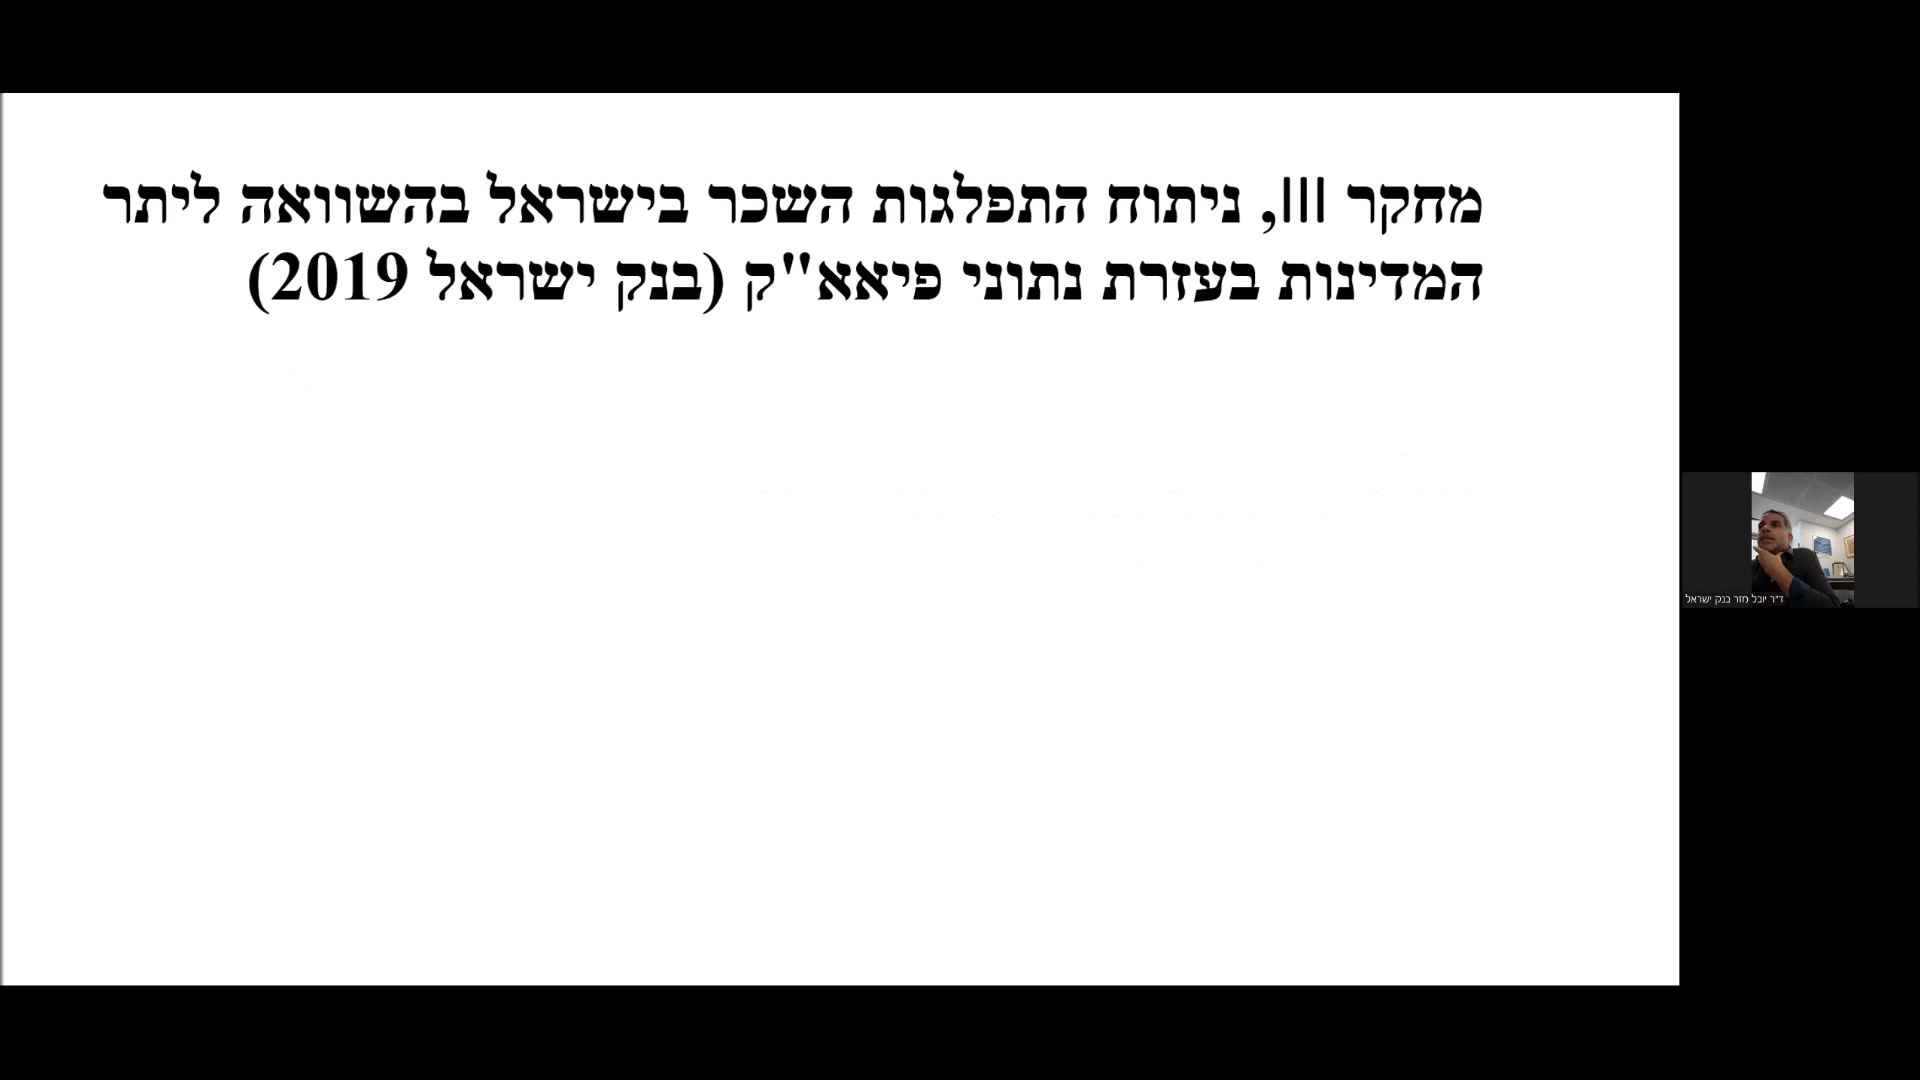 מחקר III, ניתוח התפלגות השכר בישראל בהשוואה ליתר
המדינות בעזרת נתוני פיאא"ק (בנק ישראל 2019)
ד״ר יובל מזר בנק ישראל